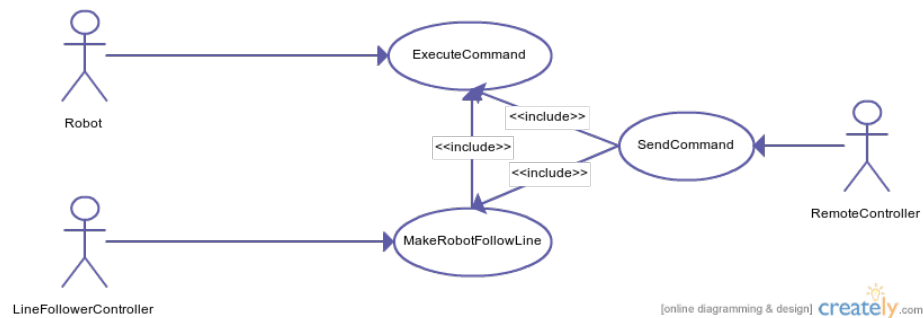 ExecuteCommand
Robot
<<include>>
<<include>>
SendCommand
<<include>>
RemoteController
MakeRobotFollowLine
LineFollowerController
[online diagramming & design] creately.com